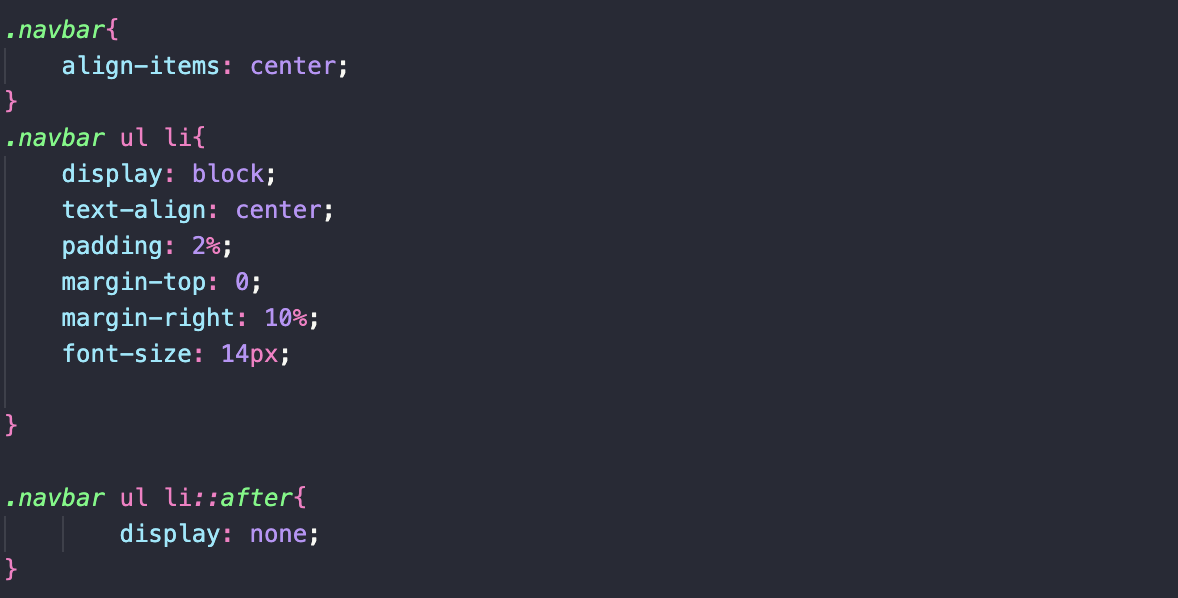 .navbar{
    align-items: center;
}
.navbar ul li{
    display: block;
    text-align: center;
    padding: 2%;
    margin-top: 0;
    margin-right: 10%;
    font-size: 14px;

}

.navbar ul li::after{
        display: none;
}